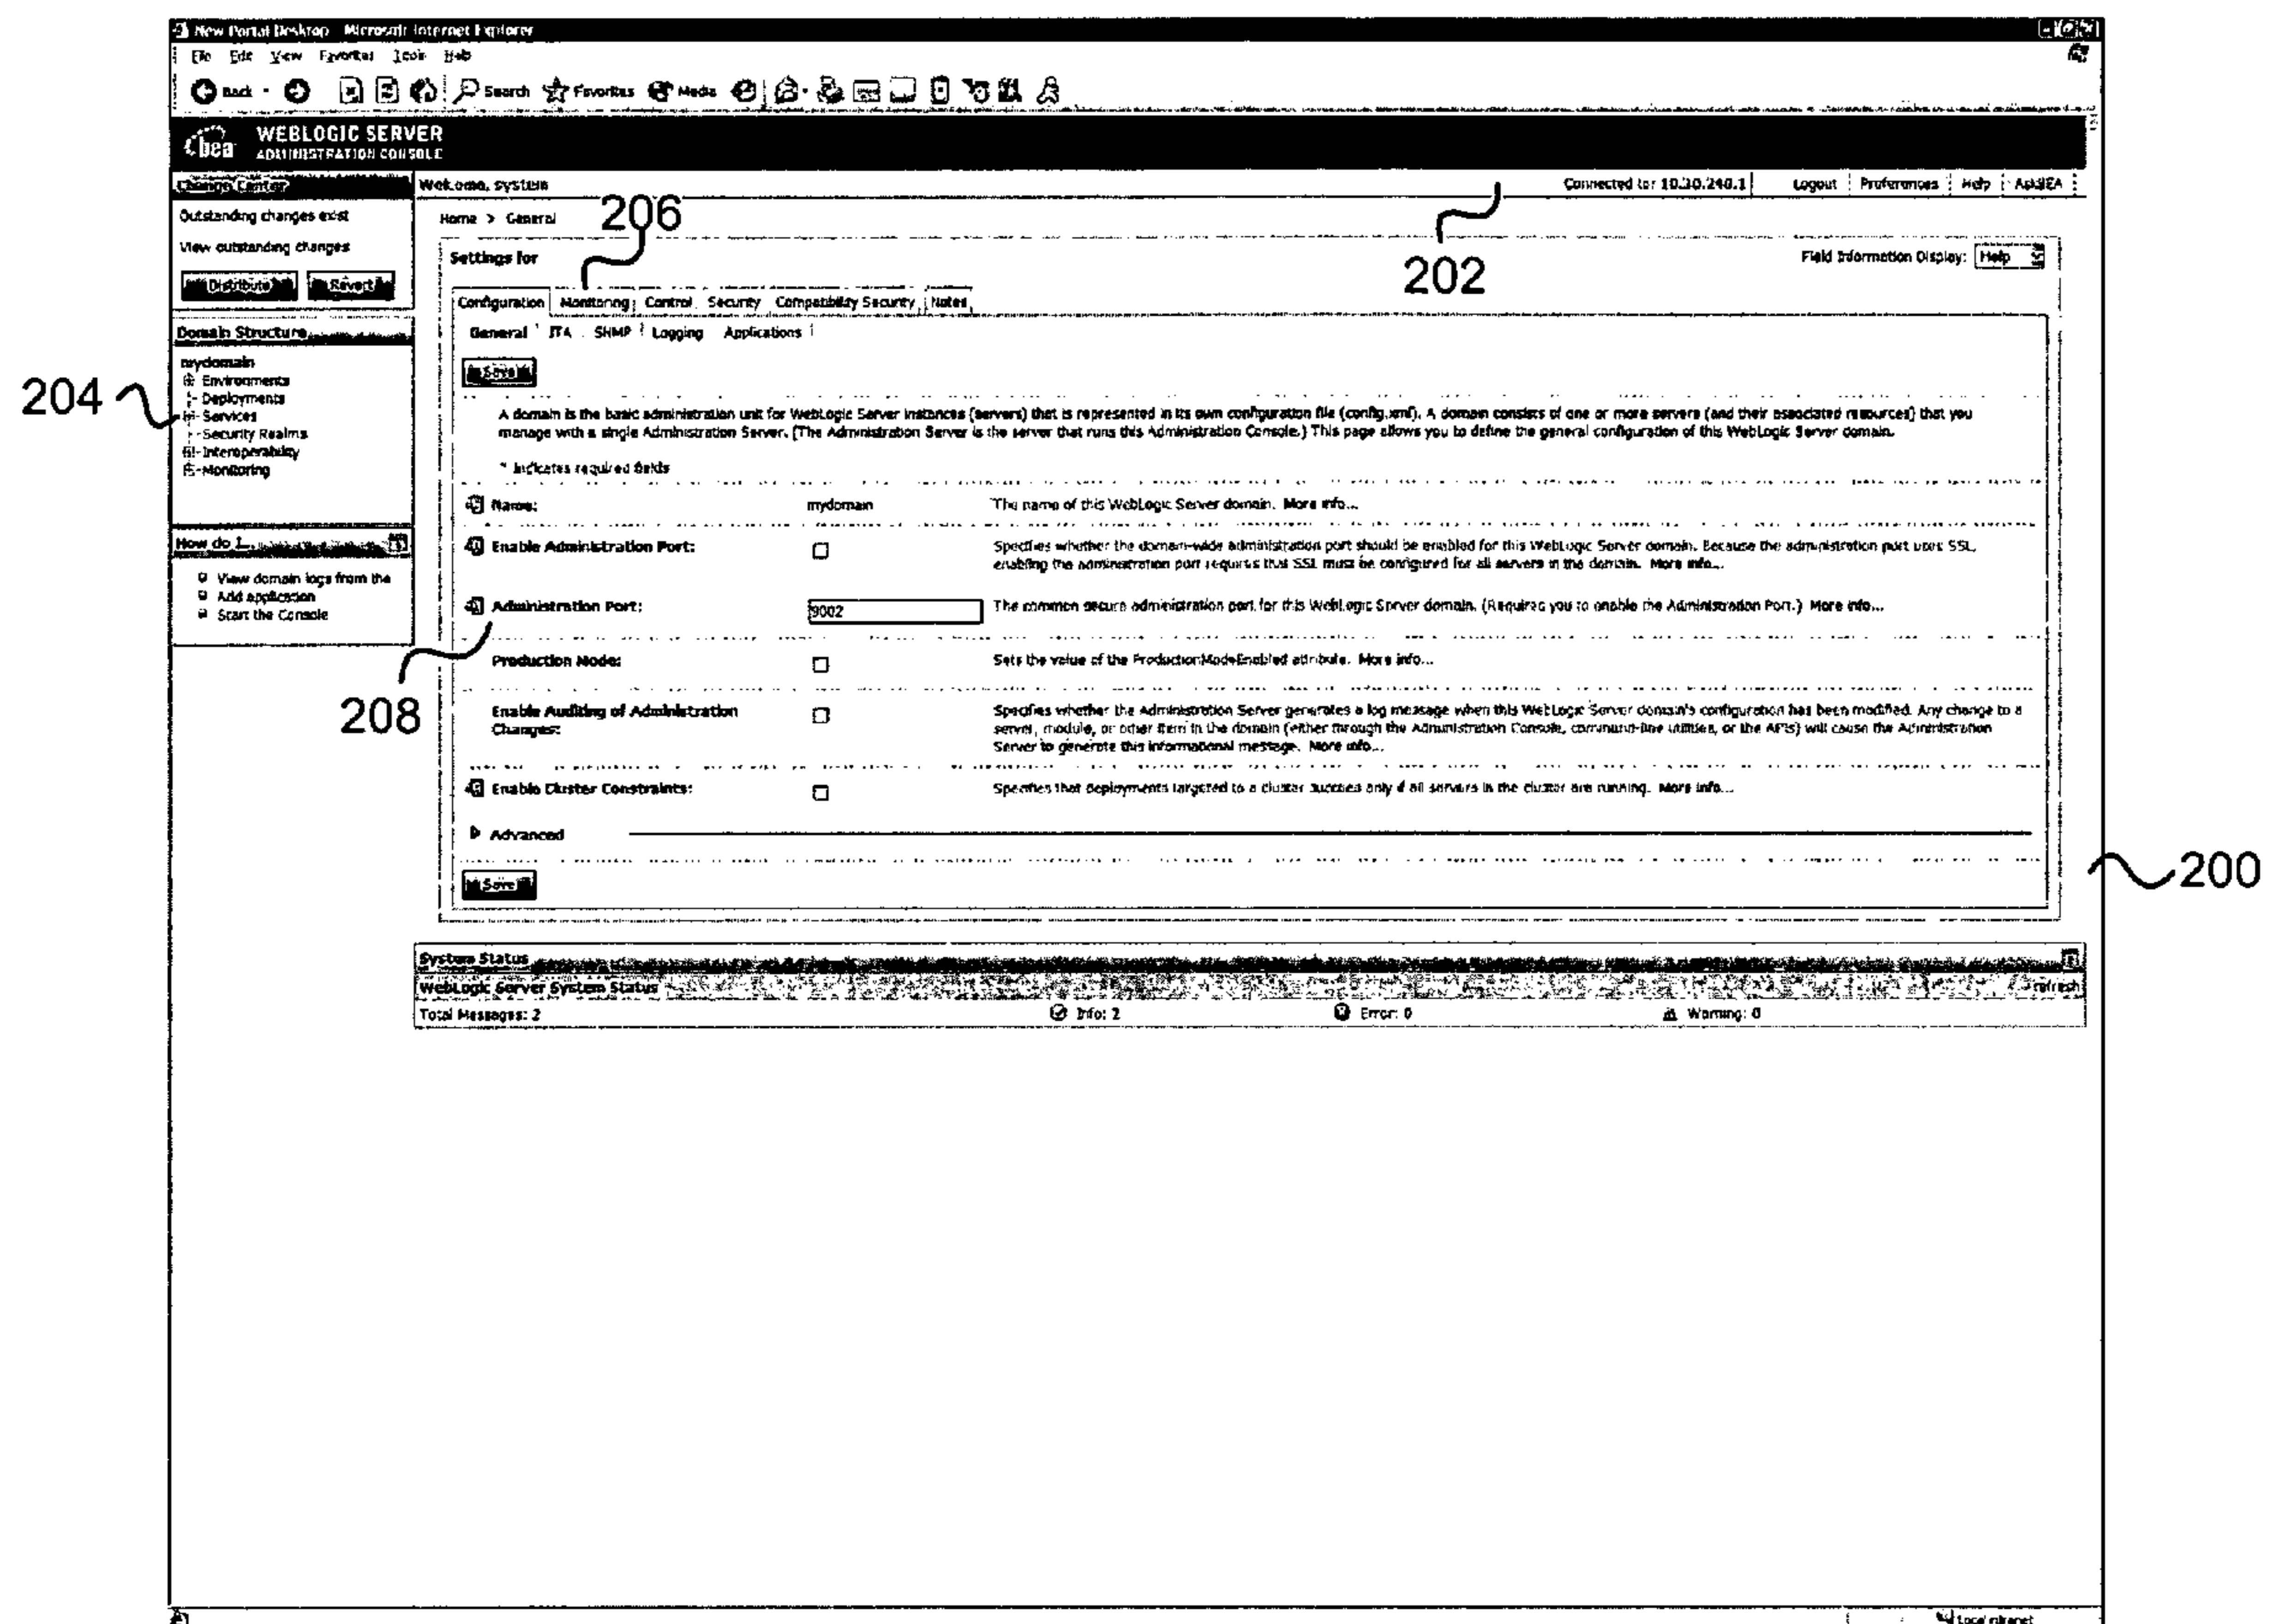 New Portal Desktop Microsoft Internet Explorer
File Edit View Favorites Tools Help
Back Search Favorites Media
bea WEBLOGIC SERVER
ADMINISTRATION CONSOLE
Change Center
Welcome, system
Connected to: 10.30.240.1 Logout Preferences Help AskBEA
Outstanding changes exist
View outstanding changes
Distribute Revert
Home > General
206
202
Settings for
Field Information Display: Help
Configuration Monitoring Control Security Compatibility Security Notes
General JTA SNMP Logging Applications
Save
Domain Structure
mydomain
Environments
Deployments
Services
Security Realms
Interoperability
Monitoring
204
A domain is the basic administration unit for WebLogic Server instances (servers) that is represented in its own configuration file (config.xml). A domain consists of one or more servers (and their associated resources) that you
manage with a single Administration Server. (The Administration Server is the server that runs this Administration Console.) This page allows you to define the general configuration of this WebLogic Server domain.
* Indicates required fields
Name: mydomain The name of this WebLogic Server domain. More info...
How do I...
View domain logs from the
Add application
Start the Console
Enable Administration Port: Specifies whether the domain-wide administration port should be enabled for this WebLogic Server domain. Because the administration port uses SSL,
enabling the administration port requires that SSL must be configured for all servers in the domain. More info...
Administration Port: 9002 The common secure administration port for this WebLogic Server domain. (Requires you to enable the Administration Port.) More info...
208
Production Mode: Sets the value of the ProductionModeEnabled attribute. More info...
Enable Auditing of Administration
Changes:
Specifies whether the Administration Server generates a log message when this WebLogic Server domain's configuration has been modified. Any change to a
server, module, or other item in the domain (either through the Administration Console, command-line utilities, or the APIs) will cause the Administration
Server to generate this informational message. More info...
Enable Cluster Constraints: Specifies that deployments targeted to a cluster succeed only if all servers in the cluster are running. More info...
Advanced
Save
200
System Status
WebLogic Server System Status refresh
Total Messages: 2 Info: 2 Error: 0 Warning: 0
Local intranet